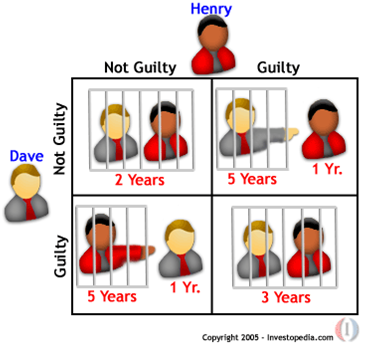 Henry
Not Guilty
Guilty
Dave
Not Guilty
2 Years
5 Years
1 Yr.
Guilty
5 Years
1 Yr.
3 Years
Copyright 2005 - Investopedia.com